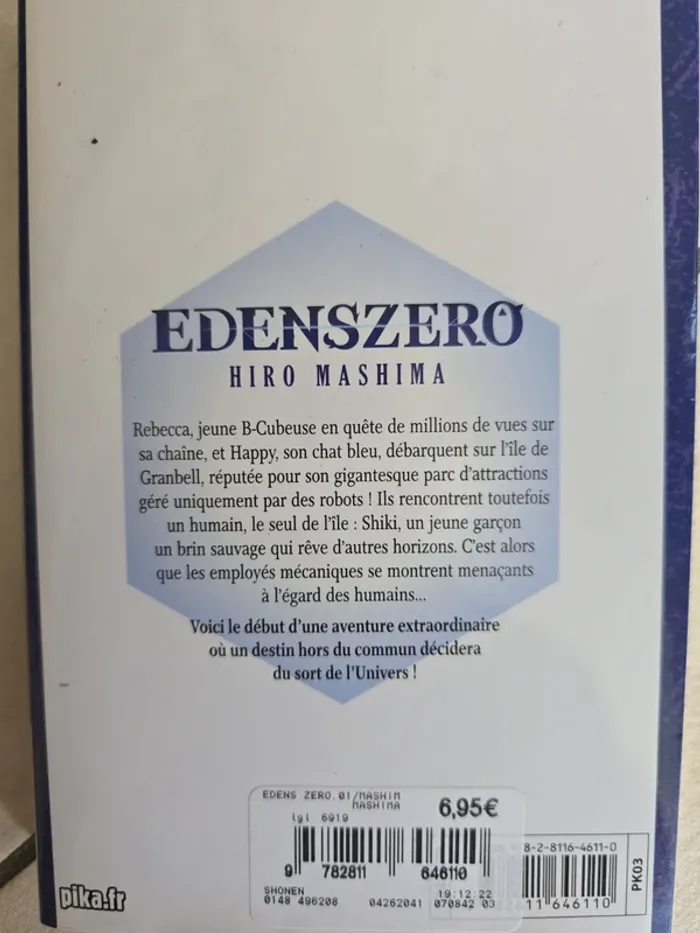 EDENSZERO
HIRO MASHIMA
Rebecca, jeune B-Cubeuse en quête de millions de vues sur
sa chaîne, et Happy, son chat bleu, débarquent sur l'île de
Granbell, réputée pour son gigantesque parc d'attractions
géré uniquement par des robots ! Ils rencontrent toutefois
un humain, le seul de l'île : Shiki, un jeune garçon
un brin sauvage qui rêve d'autres horizons. C'est alors
que les employés mécaniques se montrent menaçants
à l'égard des humains...
Voici le début d'une aventure extraordinaire
où un destin hors du commun décidera
du sort de l'Univers !
EDENS ZERO.01/MASHIM
MASHIMA
6,95€
lgl 6919
9 782811 646110
SHONEN
19:12:22
0148 496208 04262041 070842 03
8-2-8116-4611-0
11 646110
PK03
pika.fr